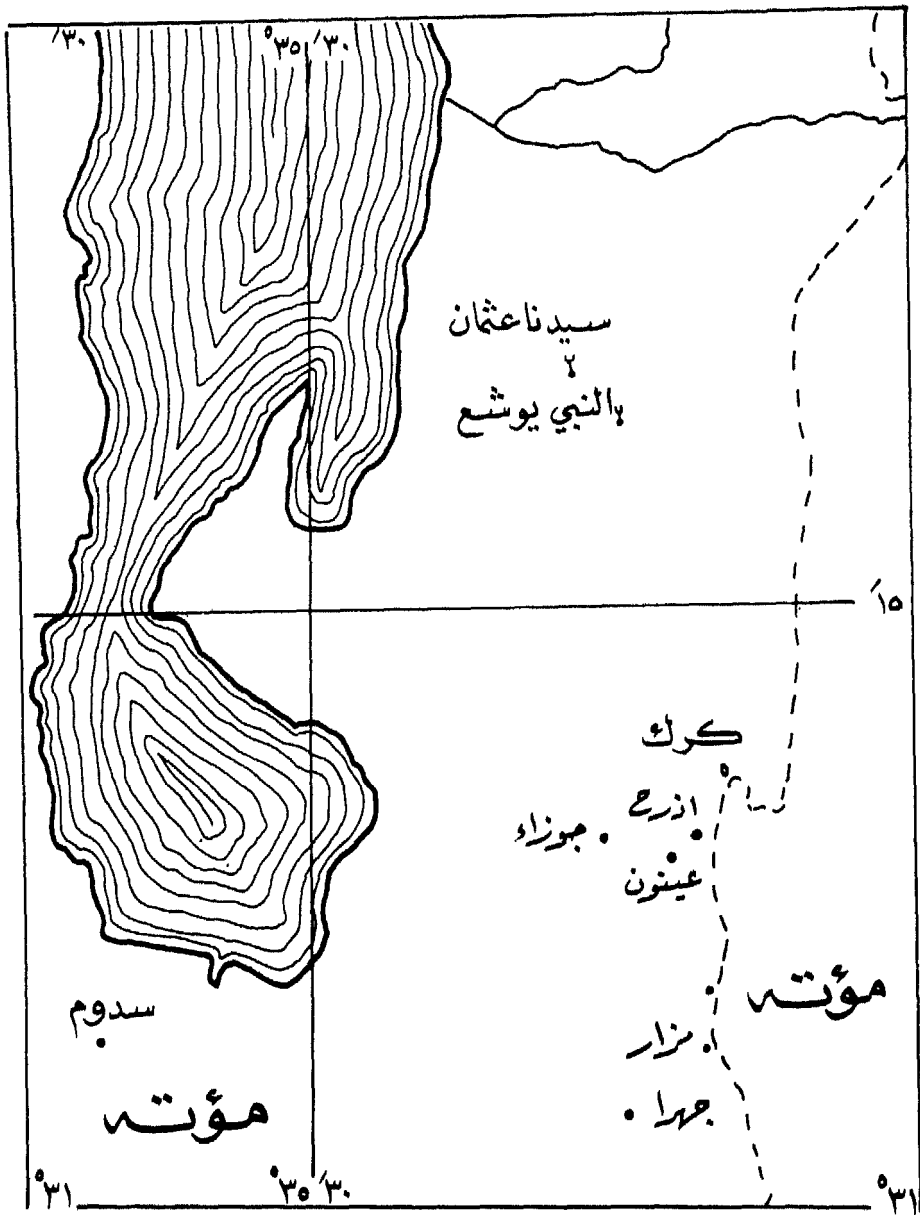 ٣٠َ
٣٥° ٣٠َ
سيدنا عثمان
النبي يوشع
١٥َ
كرك
اذرح
جوزاء
عينون
مؤته
سدوم
مزار
جهرا
مؤته
٣١°
٣٥° ٣٠َ
٣١°